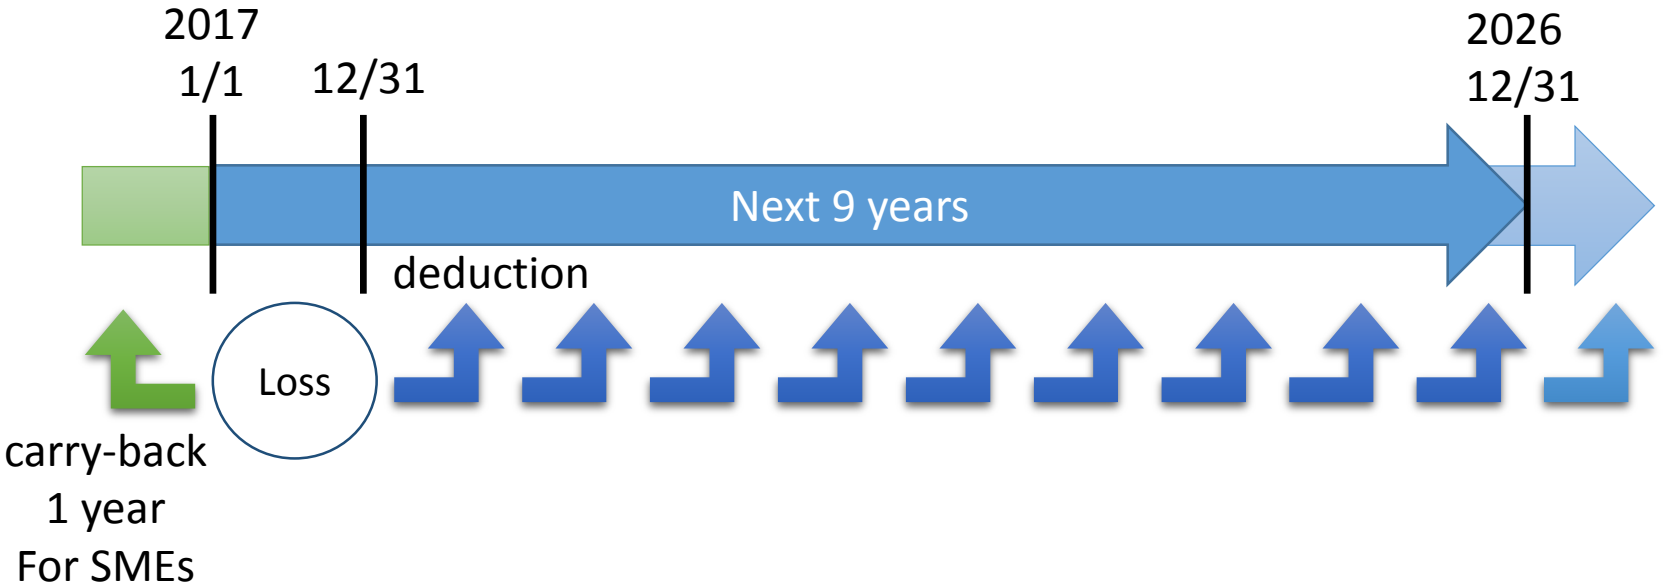 2017
1/1
12/31
2026
12/31
Next 9 years
deduction
Loss
carry-back
1 year
For SMEs